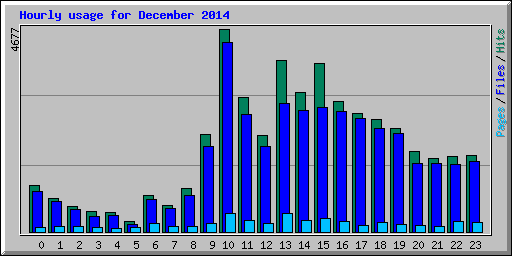 Hourly usage for December 2014
4677
Pages / Files / Hits
0 1 2 3 4 5 6 7 8 9 10 11 12 13 14 15 16 17 18 19 20 21 22 23